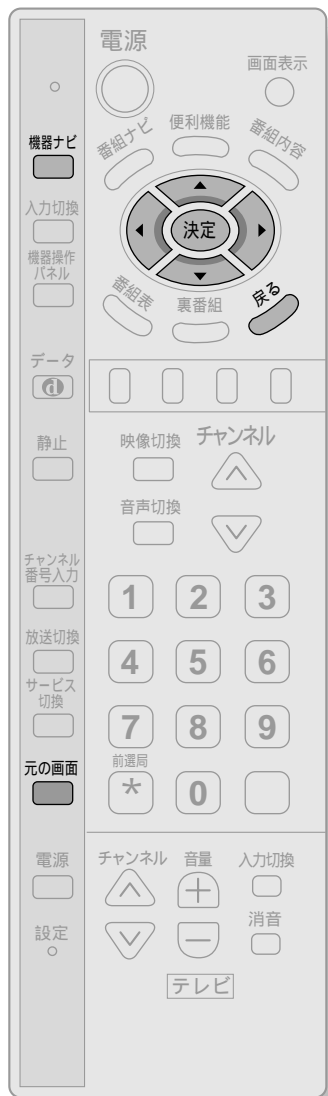 電源
画面表示
機器ナビ
番組ナビ
便利機能
番組内容
入力切換
決定
機器操作
パネル
番組表
裏番組
戻る
データ
d
静止
映像切換
チャンネル
音声切換
チャンネル
番号入力
1 2 3
放送切換
4 5 6
サービス
切換
7 8 9
元の画面
前選局
* 0
電源
チャンネル
音量
入力切換
消音
設定
テレビ